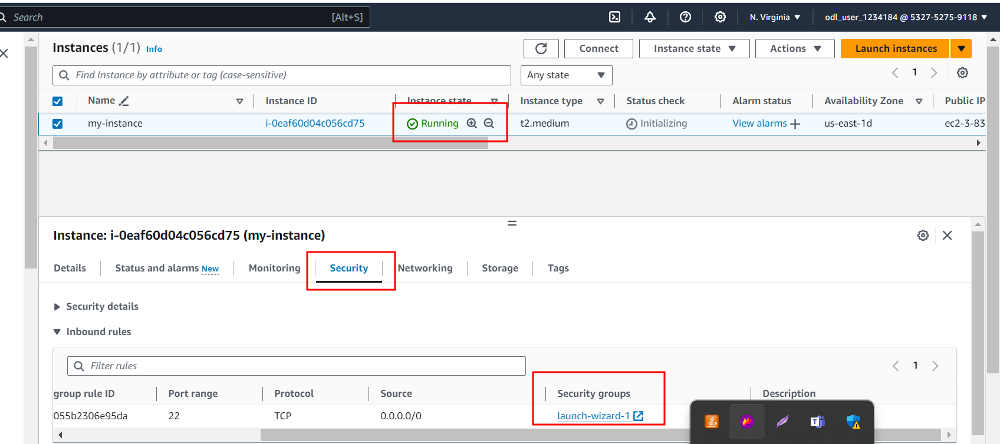 Search [Alt+S] N. Virginia odl_user_1234184 @ 5327-5275-9118
Instances (1/1) Info Connect Instance state Actions Launch instances
Find Instance by attribute or tag (case-sensitive) Any state 1
Name Instance ID Instance state Instance type Status check Alarm status Availability Zone Public IP
my-instance i-0eaf60d04c056cd75 Running t2.medium Initializing View alarms us-east-1d ec2-3-83
Instance: i-0eaf60d04c056cd75 (my-instance)
Details Status and alarms New Monitoring Security Networking Storage Tags
Security details
Inbound rules
Filter rules 1
group rule ID Port range Protocol Source Security groups Description
055b2306e95da 22 TCP 0.0.0.0/0 launch-wizard-1